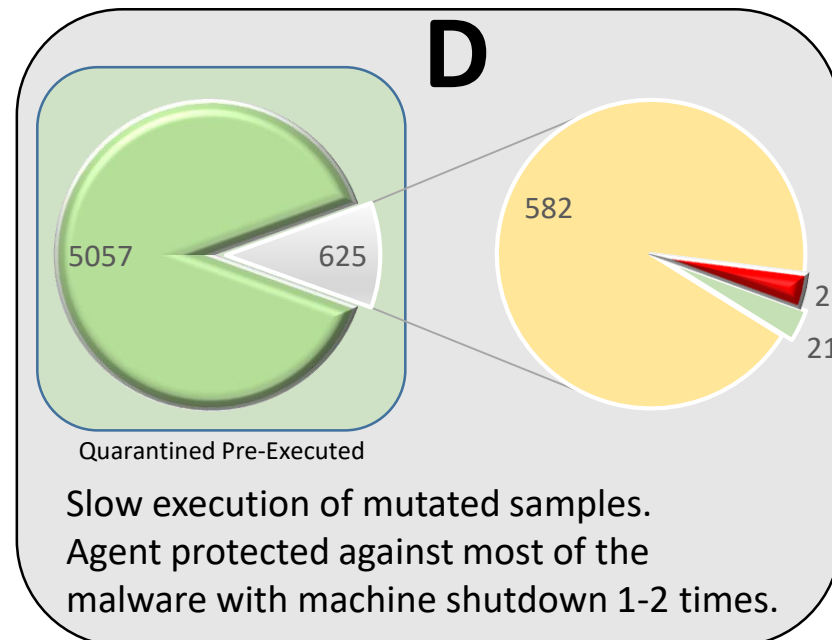 D
5057
625
582
21
Quarantined Pre-Executed
Slow execution of mutated samples.
Agent protected against most of the
malware with machine shutdown 1-2 times.